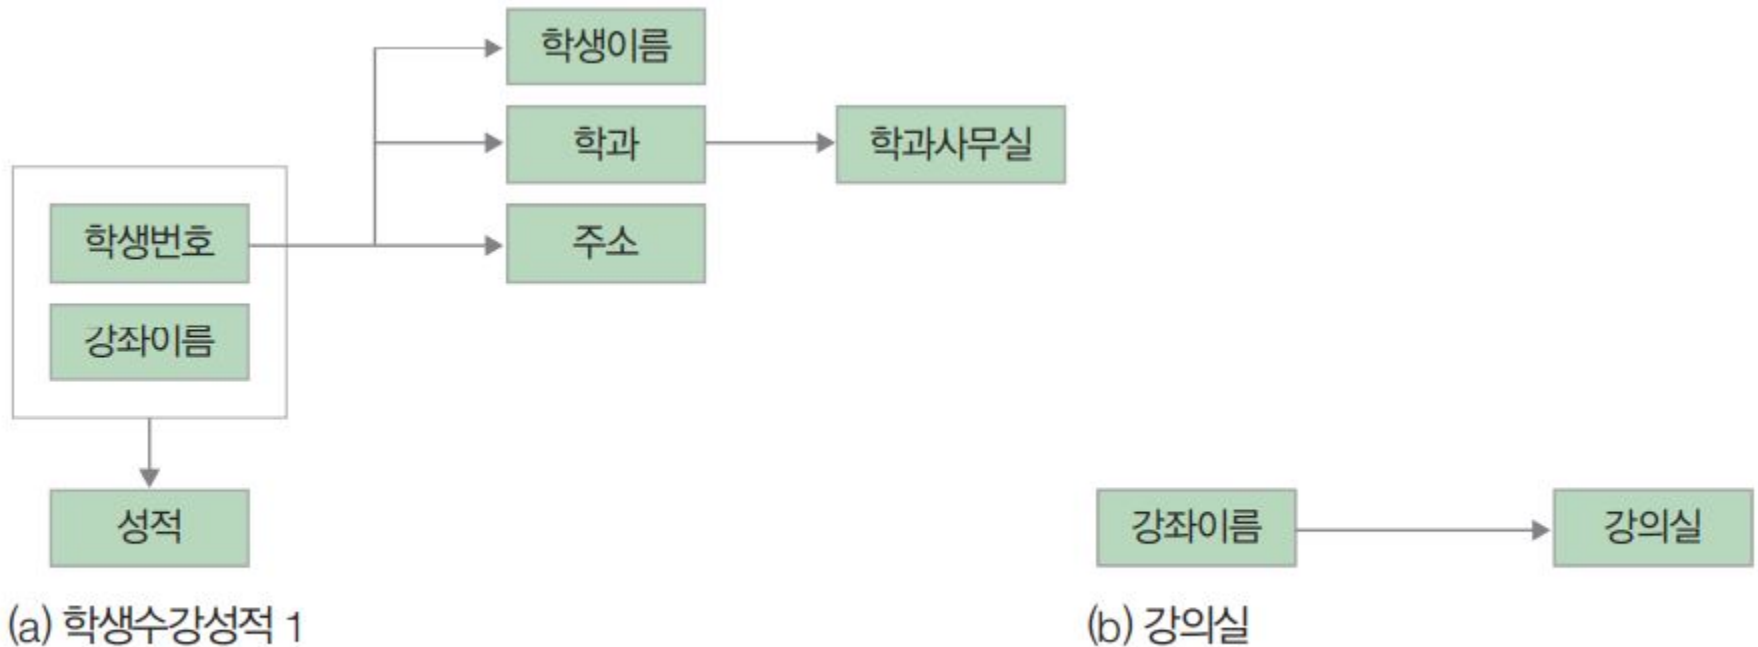 학생이름
학과
학과사무실
학생번호
주소
강좌이름
성적
강좌이름
강의실
(a) 학생수강성적 1
(b) 강의실